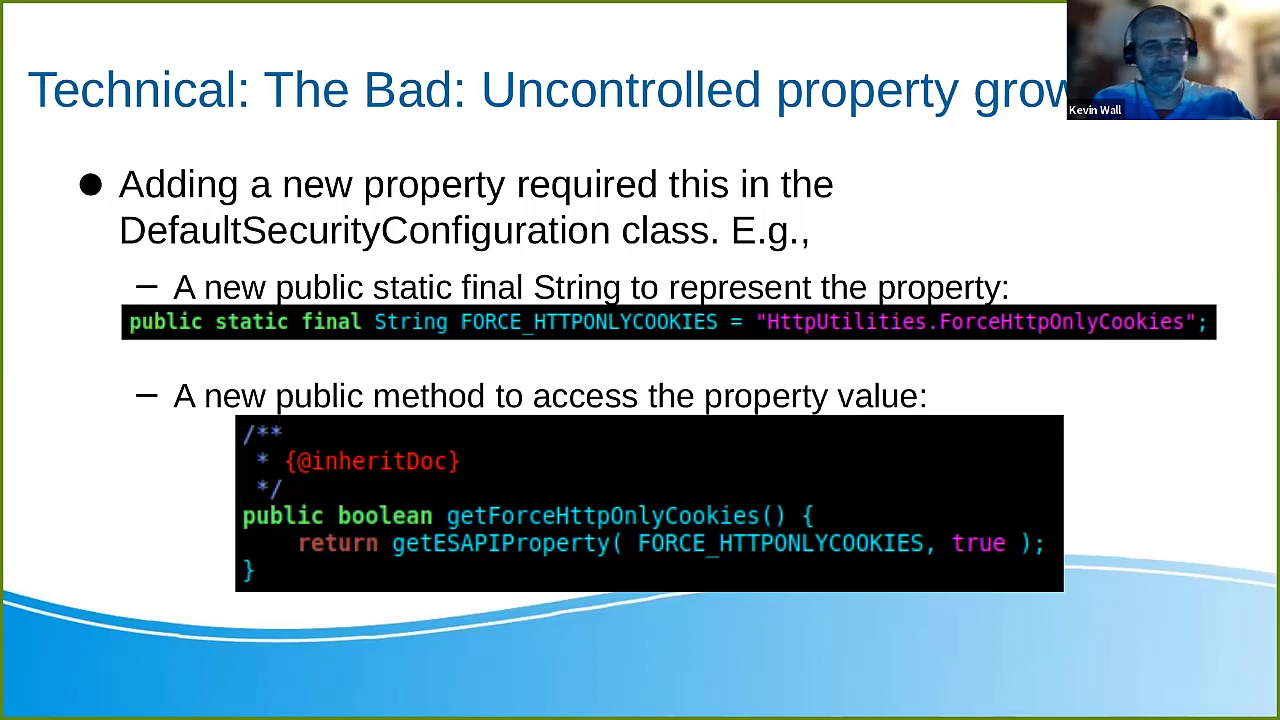 Technical: The Bad: Uncontrolled property
Kevin Wall
● Adding a new property required this in the
DefaultSecurityConfiguration class. E.g.,
– A new public static final String to represent the property:
public static final String FORCE_HTTPONLYCOOKIES = "HttpUtilities.ForceHttpOnlyCookies";
– A new public method to access the property value:
/**
* {@inheritDoc}
*/
public boolean getForceHttpOnlyCookies() {
return getESAPIProperty( FORCE_HTTPONLYCOOKIES, true );
}